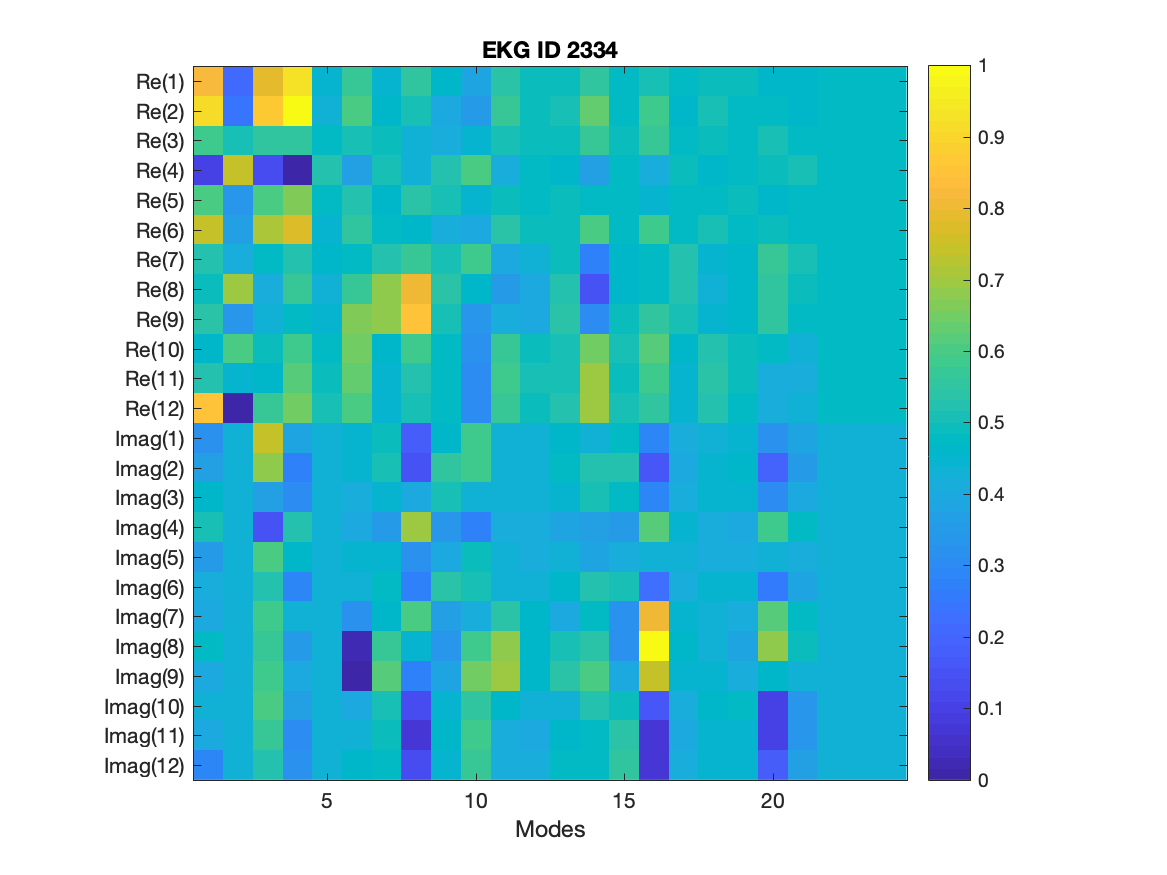 EKG ID 2334
Re(1)
Re(2)
Re(3)
Re(4)
Re(5)
Re(6)
Re(7)
Re(8)
Re(9)
Re(10)
Re(11)
Re(12)
Imag(1)
Imag(2)
Imag(3)
Imag(4)
Imag(5)
Imag(6)
Imag(7)
Imag(8)
Imag(9)
Imag(10)
Imag(11)
Imag(12)
5 10 15 20
Modes
1
0.9
0.8
0.7
0.6
0.5
0.4
0.3
0.2
0.1
0